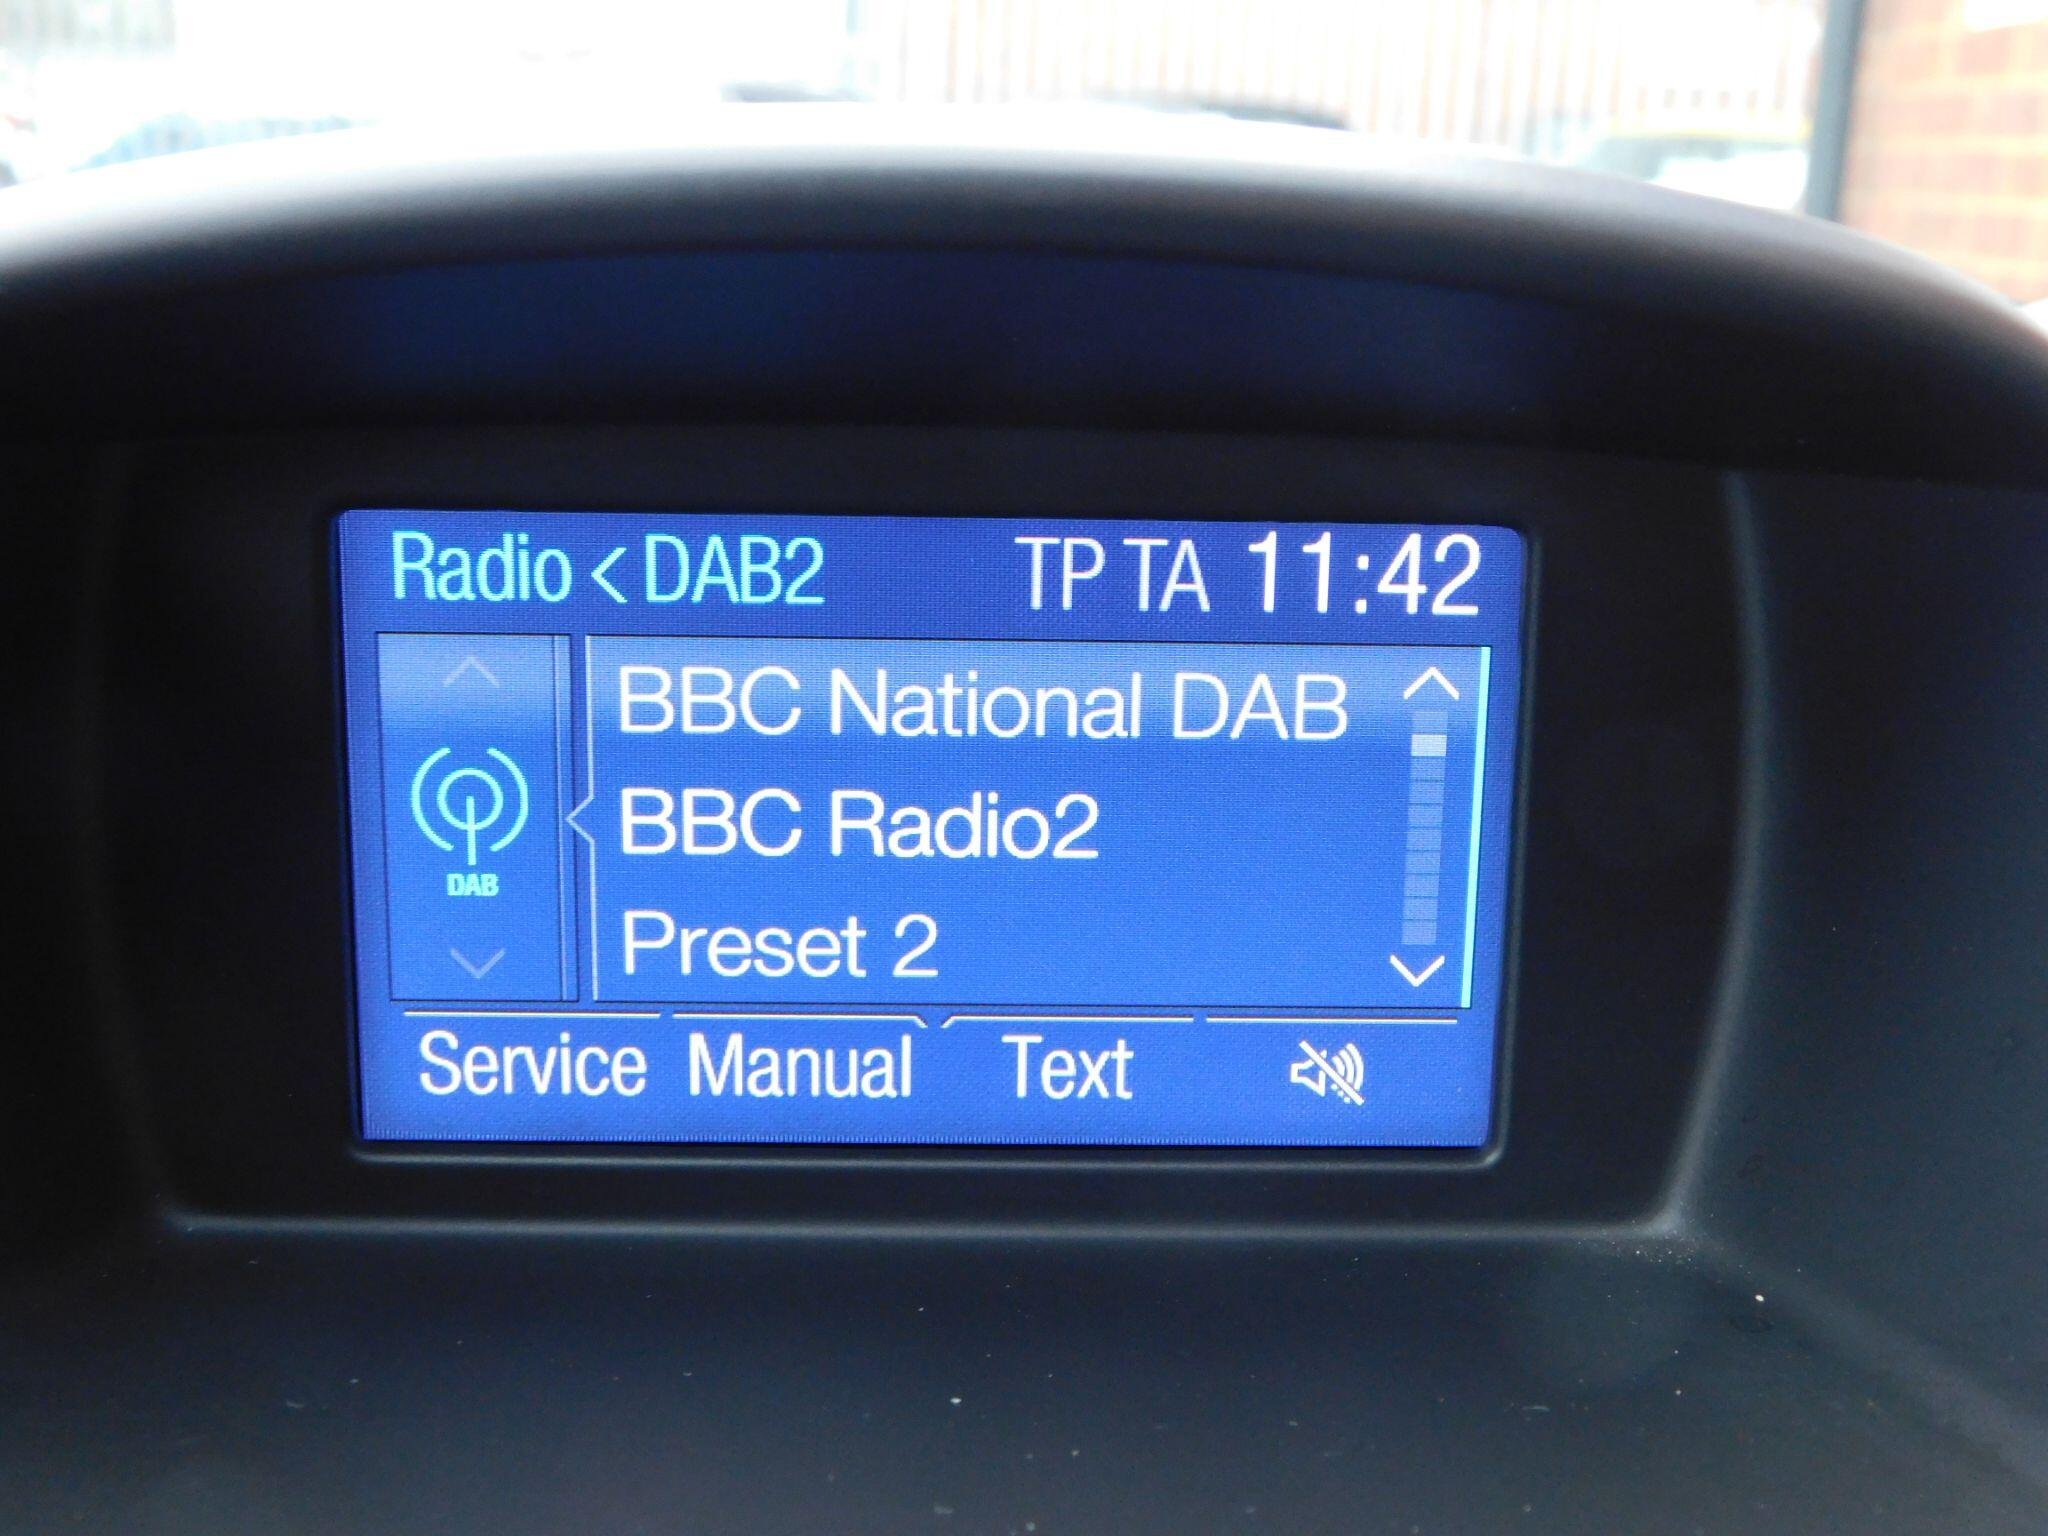 Radio < DAB2 TP TA 11:42
BBC National DAB
BBC Radio2
DAB
Preset 2
Service Manual Text